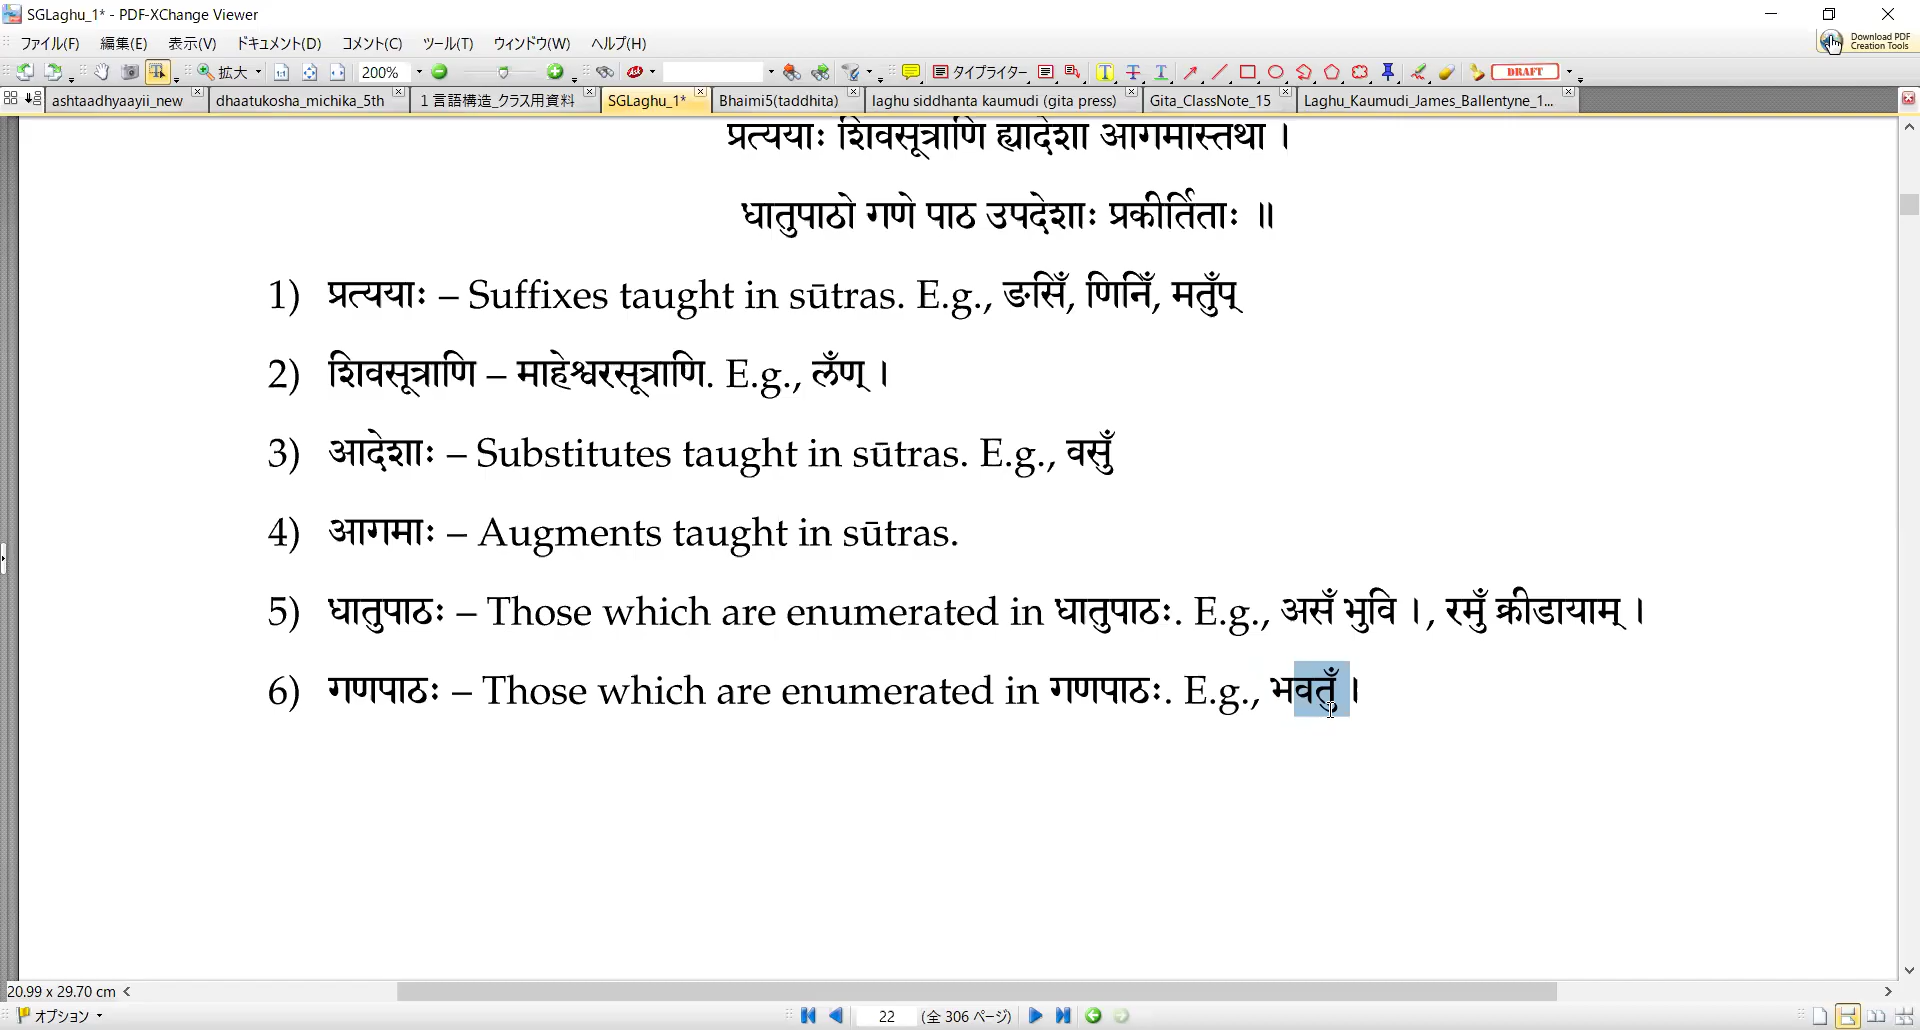 SGLaghu_1* - PDF-XChange Viewer
ファイル(F) 編集(E) 表示(V) ドキュメント(D) コメント(C) ツール(T) ウィンドウ(W) ヘルプ(H)
Download PDF Creation Tools
拡大 200% タイプライター DRAFT
ashtaadhyaayii_new dhaatukosha_michika_5th 1 言語構造_クラス用資料 SGLaghu_1* Bhaimi5(taddhita) laghu siddhanta kaumudi (gita press) Gita_ClassNote_15 Laghu_Kaumudi_James_Ballentyne_1...
प्रत्ययाः शिवसूत्राणि ह्यादेशा आगमास्तथा ।
धातुपाठो गणे पाठ उपदेशाः प्रकीर्तिताः ॥
1) प्रत्ययाः – Suffixes taught in sūtras. E.g., ङसिँ, णिनिँ, मतुँप्
2) शिवसूत्राणि – माहेश्वरसूत्राणि. E.g., लँण् ।
3) आदेशाः – Substitutes taught in sūtras. E.g., वसुँ
4) आगमाः – Augments taught in sūtras.
5) धातुपाठः – Those which are enumerated in धातुपाठः. E.g., असँ भुवि ।, रमुँ क्रीडायाम् ।
6) गणपाठः – Those which are enumerated in गणपाठः. E.g., भवतुँ ।
20.99 x 29.70 cm
オプション 22 (全 306 ページ)